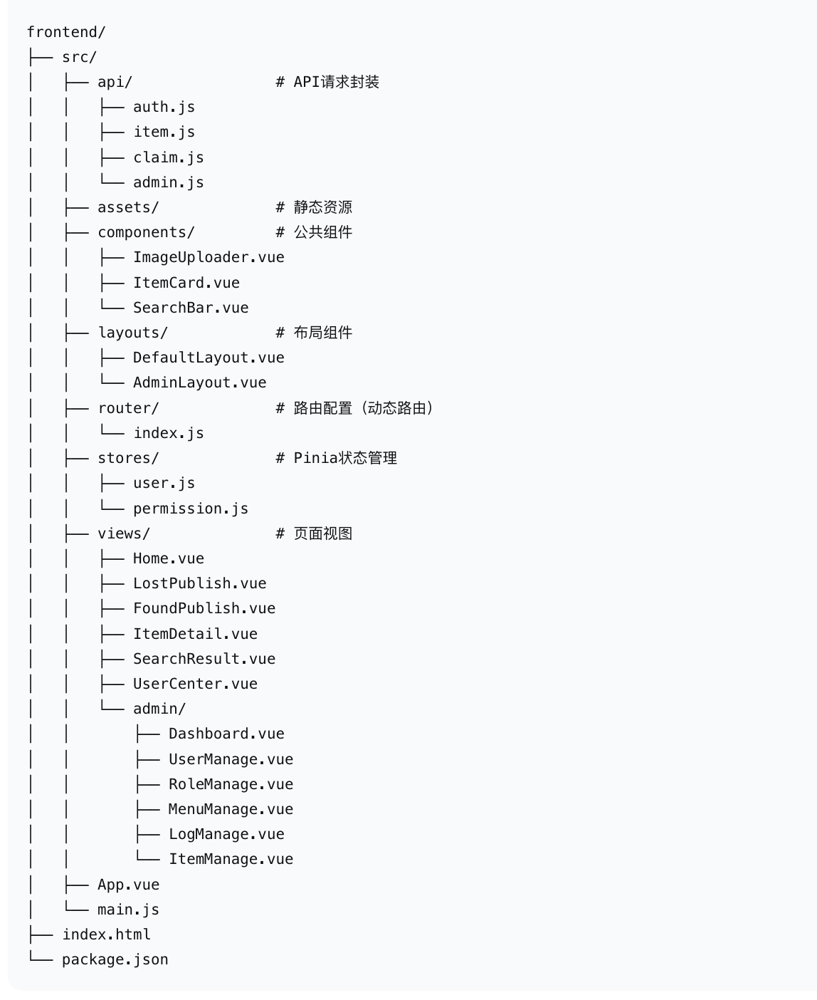 frontend/
├── src/
│   ├── api/                # API请求封装
│   │   ├── auth.js
│   │   ├── item.js
│   │   ├── claim.js
│   │   └── admin.js
│   ├── assets/             # 静态资源
│   ├── components/         # 公共组件
│   │   ├── ImageUploader.vue
│   │   ├── ItemCard.vue
│   │   └── SearchBar.vue
│   ├── layouts/            # 布局组件
│   │   ├── DefaultLayout.vue
│   │   └── AdminLayout.vue
│   ├── router/             # 路由配置（动态路由）
│   │   └── index.js
│   ├── stores/             # Pinia状态管理
│   │   ├── user.js
│   │   └── permission.js
│   ├── views/              # 页面视图
│   │   ├── Home.vue
│   │   ├── LostPublish.vue
│   │   ├── FoundPublish.vue
│   │   ├── ItemDetail.vue
│   │   ├── SearchResult.vue
│   │   ├── UserCenter.vue
│   │   └── admin/
│   │       ├── Dashboard.vue
│   │       ├── UserManage.vue
│   │       ├── RoleManage.vue
│   │       ├── MenuManage.vue
│   │       ├── LogManage.vue
│   │       └── ItemManage.vue
│   ├── App.vue
│   └── main.js
├── index.html
└── package.json